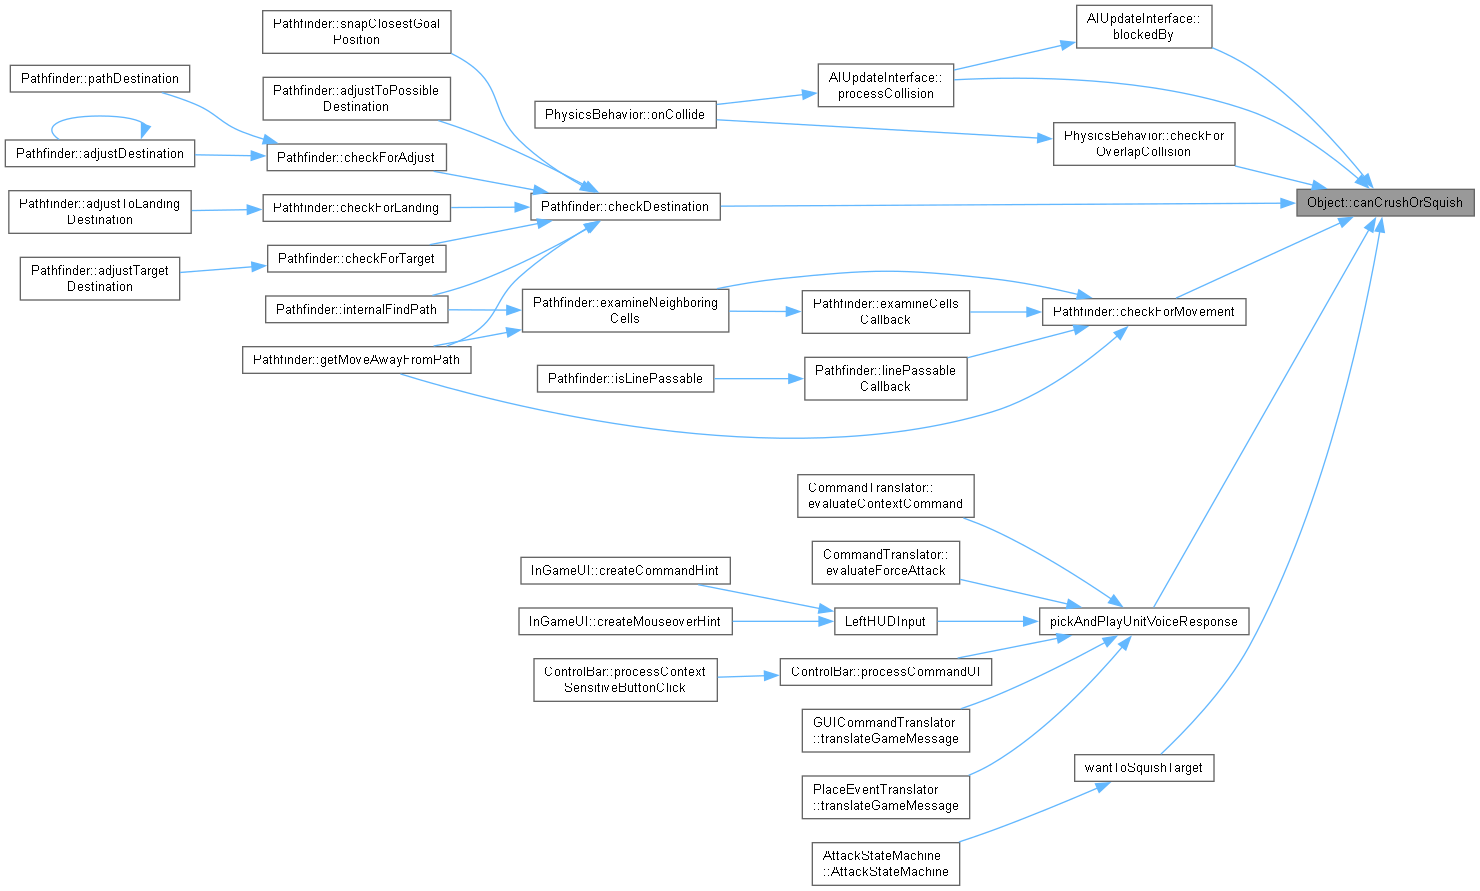 Pathfinder::snapClosestGoal
Position
Pathfinder::pathDestination
Pathfinder::adjustToPossible
Destination
Pathfinder::adjustDestination
Pathfinder::checkForAdjust
Pathfinder::adjustToLanding
Destination
Pathfinder::checkForLanding
Pathfinder::adjustTarget
Destination
Pathfinder::checkForTarget
Pathfinder::internalFindPath
Pathfinder::getMoveAwayFromPath
AIUpdateInterface::
blockedBy
AIUpdateInterface::
processCollision
PhysicsBehavior::onCollide
PhysicsBehavior::checkFor
OverlapCollision
Pathfinder::checkDestination
Object::canCrushOrSquish
Pathfinder::examineNeighboring
Cells
Pathfinder::examineCells
Callback
Pathfinder::checkForMovement
Pathfinder::isLinePassable
Pathfinder::linePassable
Callback
CommandTranslator::
evaluateContextCommand
CommandTranslator::
evaluateForceAttack
InGameUI::createCommandHint
InGameUI::createMouseoverHint
LeftHUDInput
pickAndPlayUnitVoiceResponse
ControlBar::processContext
SensitiveButtonClick
ControlBar::processCommandUI
GUICommandTranslator
::translateGameMessage
PlaceEventTranslator
::translateGameMessage
wantToSquishTarget
AttackStateMachine
::AttackStateMachine